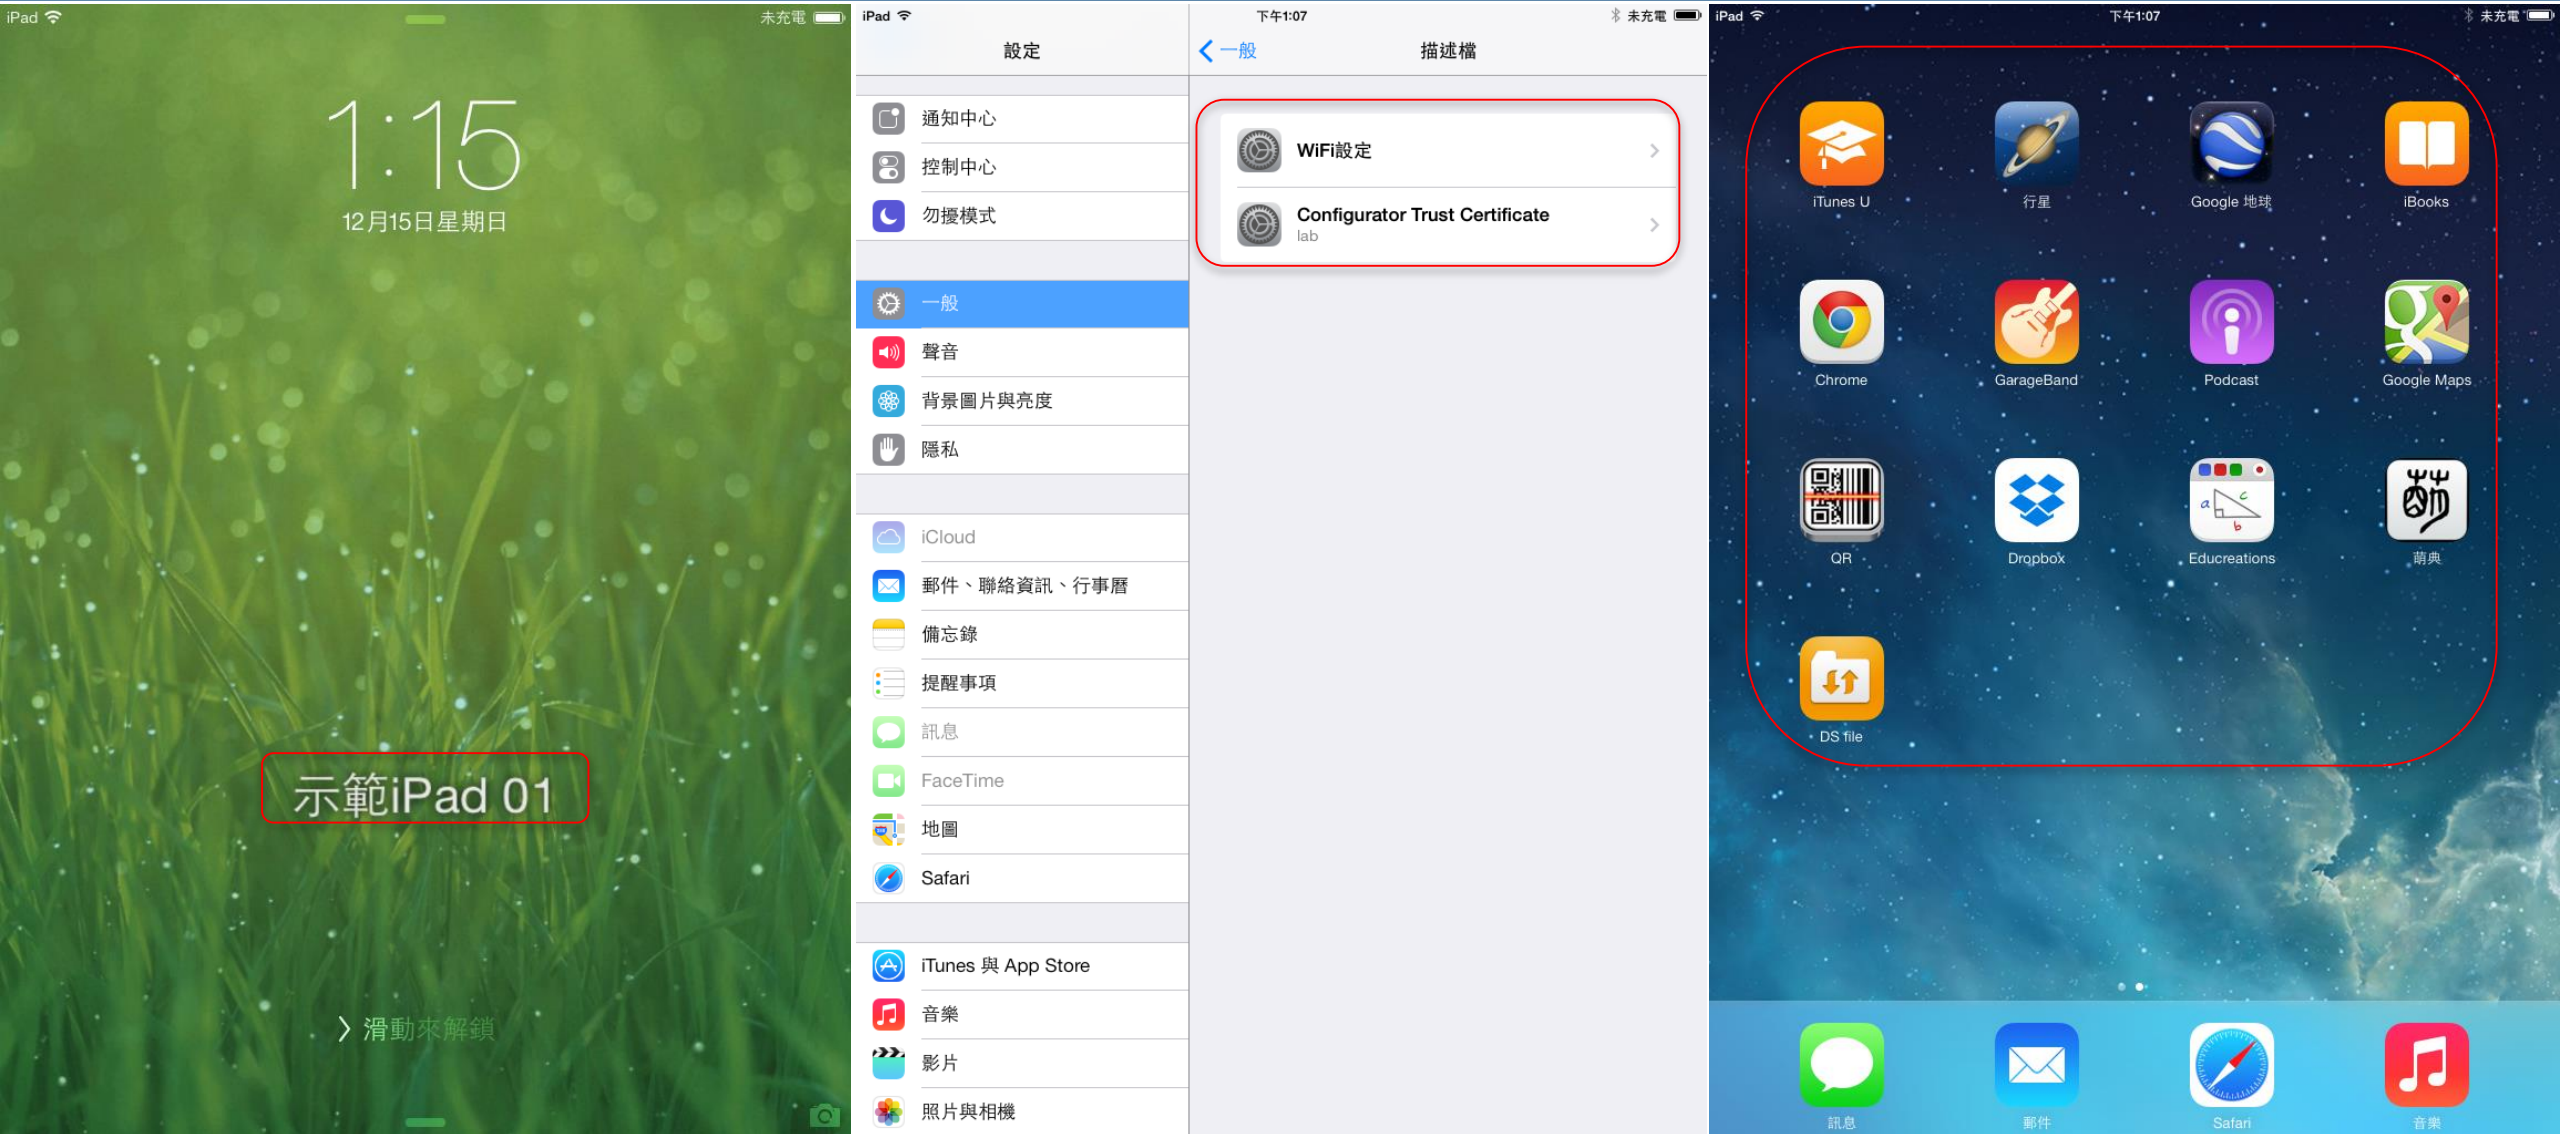 iPad 未充電
1:15
12月15日星期日
示範iPad 01
滑動來解鎖
iPad 下午1:07 未充電
設定
一般 描述檔
通知中心
控制中心
勿擾模式
一般
聲音
背景圖片與亮度
隱私
iCloud
郵件、聯絡資訊、行事曆
備忘錄
提醒事項
訊息
FaceTime
地圖
Safari
iTunes 與 App Store
音樂
影片
照片與相機
WiFi設定
Configurator Trust Certificate
lab
iPad 下午1:07 未充電
iTunes U 行星 Google 地球 iBooks
Chrome GarageBand Podcast Google Maps
a c b
萌
QR Dropbox Educreations 萌典
DS file
訊息 郵件 Safari 音樂